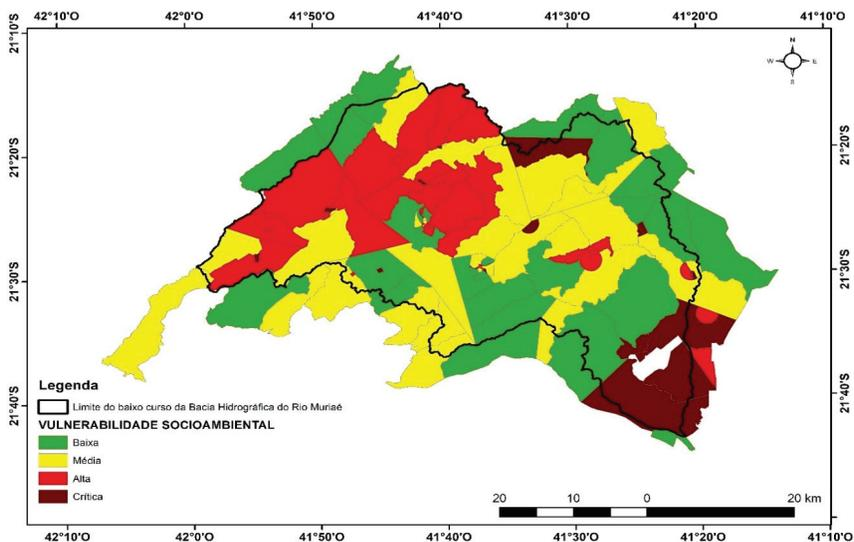 42°10'O 42°0'O 41°50'O 41°40'O 41°30'O 41°20'O 41°10'O
21°10'S
N
W E
S
21°20'S 21°20'S
21°30'S 21°30'S
21°40'S 21°40'S
Legenda
Limite do baixo curso da Bacia Hidrográfica do Rio Muriaé
VULNERABILIDADE SOCIOAMBIENTAL
Baixa
Média
Alta
Crítica
20 10 0 20 km
42°10'O 42°0'O 41°50'O 41°40'O 41°30'O 41°20'O 41°10'O